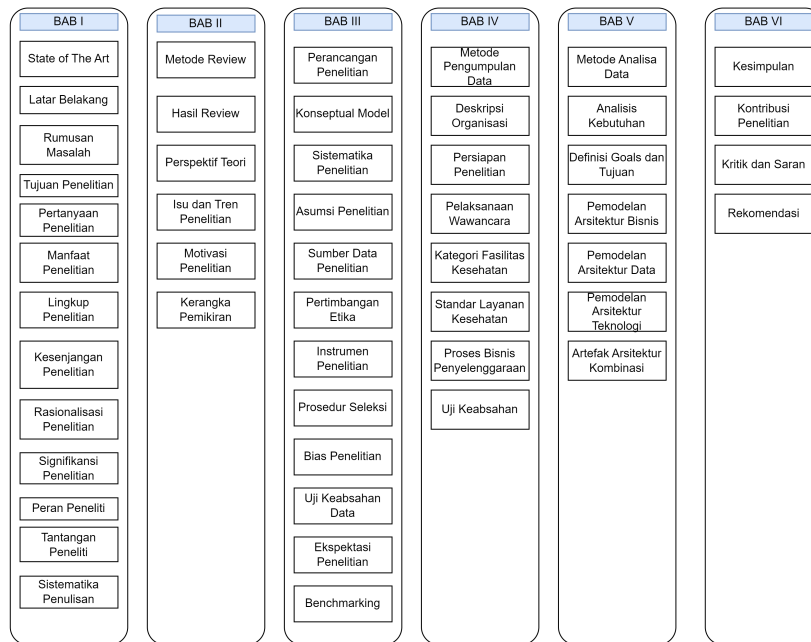 BAB I
State of The Art
Latar Belakang
Rumusan
Masalah
Tujuan Penelitian
Pertanyaan
Penelitian
Manfaat
Penelitian
Lingkup
Penelitian
Kesenjangan
Penelitian
Rasionalisasi
Penelitian
Signifikansi
Penelitian
Peran Peneliti
Tantangan
Peneliti
Sistematika
Penulisan
BAB II
Metode Review
Hasil Review
Perspektif Teori
Isu dan Tren
Penelitian
Motivasi
Penelitian
Kerangka
Pemikiran
BAB III
Perancangan
Penelitian
Konseptual Model
Sistematika
Penelitian
Asumsi Penelitian
Sumber Data
Penelitian
Pertimbangan
Etika
Instrumen
Penelitian
Prosedur Seleksi
Bias Penelitian
Uji Keabsahan
Data
Ekspektasi
Penelitian
Benchmarking
BAB IV
Metode
Pengumpulan
Data
Deskripsi
Organisasi
Persiapan
Penelitian
Pelaksanaan
Wawancara
Kategori Fasilitas
Kesehatan
Standar Layanan
Kesehatan
Proses Bisnis
Penyelenggaraan
Uji Keabsahan
BAB V
Metode Analisa
Data
Analisis
Kebutuhan
Definisi Goals dan
Tujuan
Pemodelan
Arsitektur Bisnis
Pemodelan
Arsitektur Data
Pemodelan
Arsitektur
Teknologi
Artefak Arsitektur
Kombinasi
BAB VI
Kesimpulan
Kontribusi
Penelitian
Kritik dan Saran
Rekomendasi